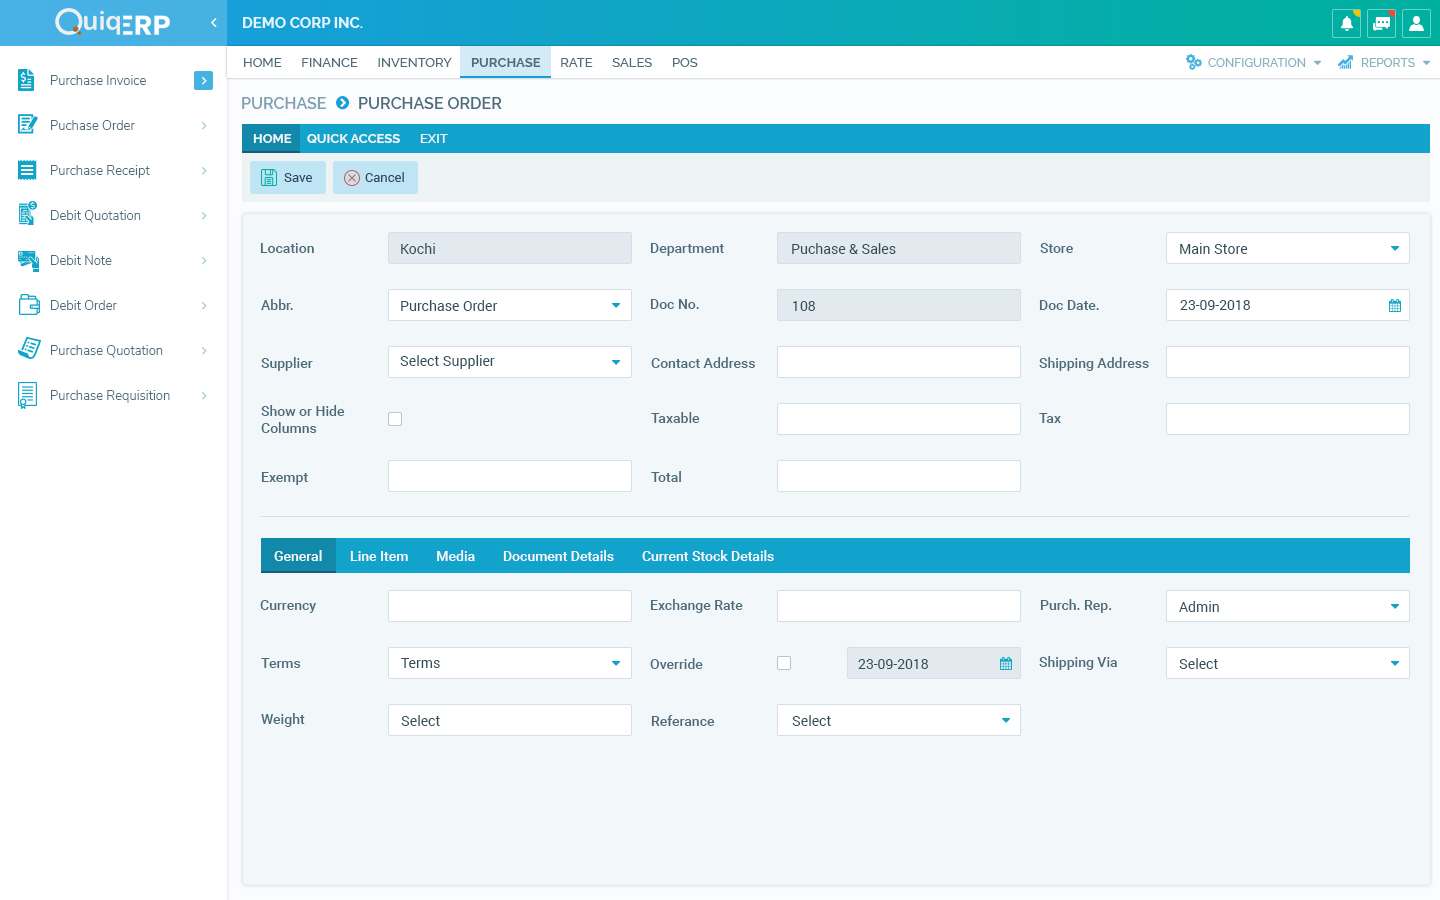 QuiqERP
DEMO CORP INC.
HOME FINANCE INVENTORY PURCHASE RATE SALES POS CONFIGURATION REPORTS
Purchase Invoice
Puchase Order
Purchase Receipt
Debit Quotation
Debit Note
Debit Order
Purchase Quotation
Purchase Requisition
PURCHASE PURCHASE ORDER
HOME QUICK ACCESS EXIT
Save Cancel
Location Kochi Department Puchase & Sales Store Main Store
Abbr. Purchase Order Doc No. 108 Doc Date. 23-09-2018
Supplier Select Supplier Contact Address Shipping Address
Show or Hide
Columns Taxable Tax
Exempt Total
General Line Item Media Document Details Current Stock Details
Currency Exchange Rate Purch. Rep. Admin
Terms Terms Override 23-09-2018 Shipping Via Select
Weight Select Referance Select